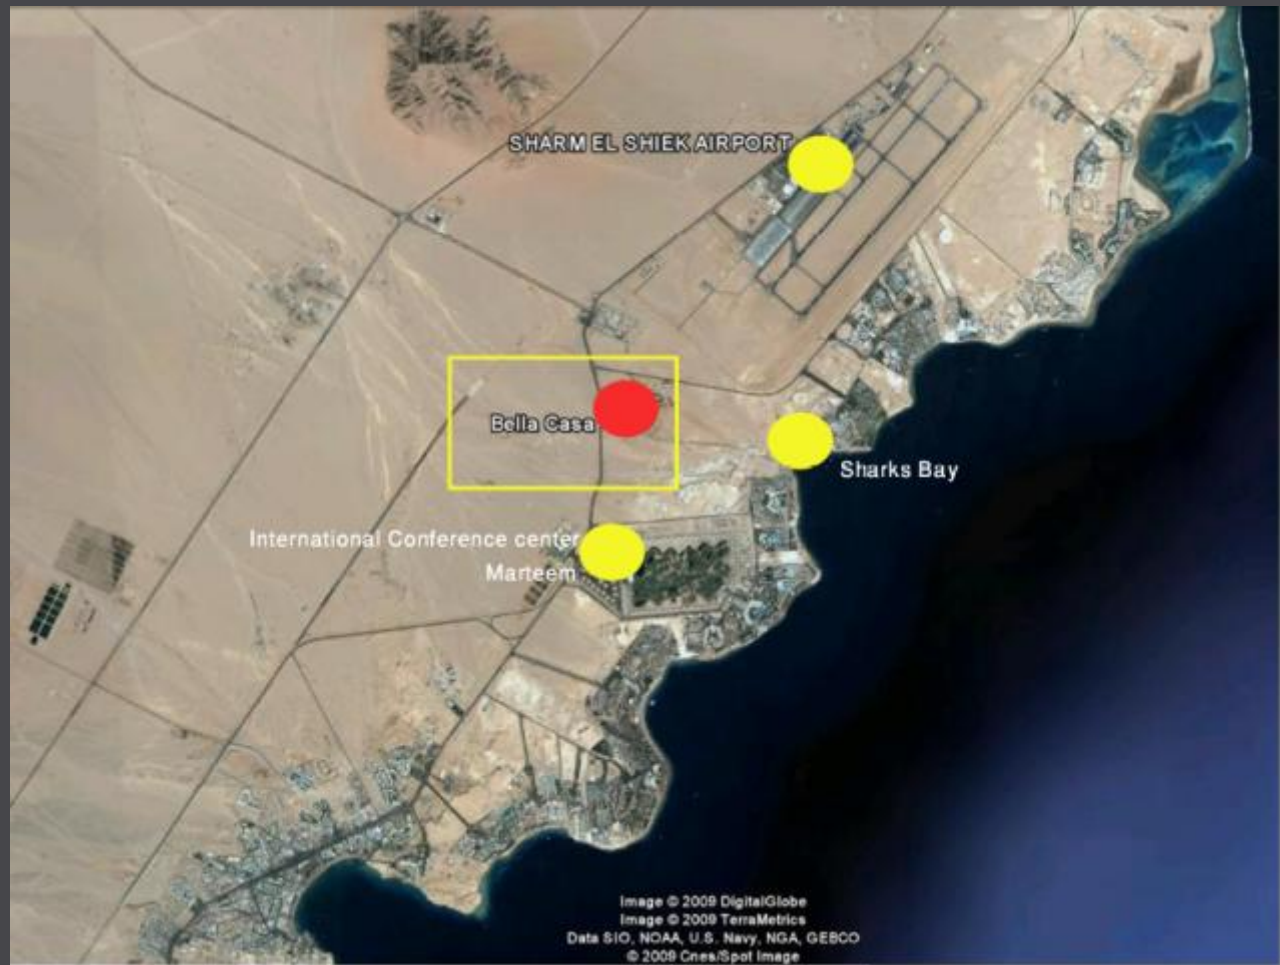 SHARM EL SHIEK AIRPORT
Bella Casa
Sharks Bay
International Conference center
Marteem
Image © 2009 DigitalGlobe
Image © 2009 TerraMetrics
Data SIO, NOAA, U.S. Navy, NGA, GEBCO
© 2009 Cnes/Spot Image